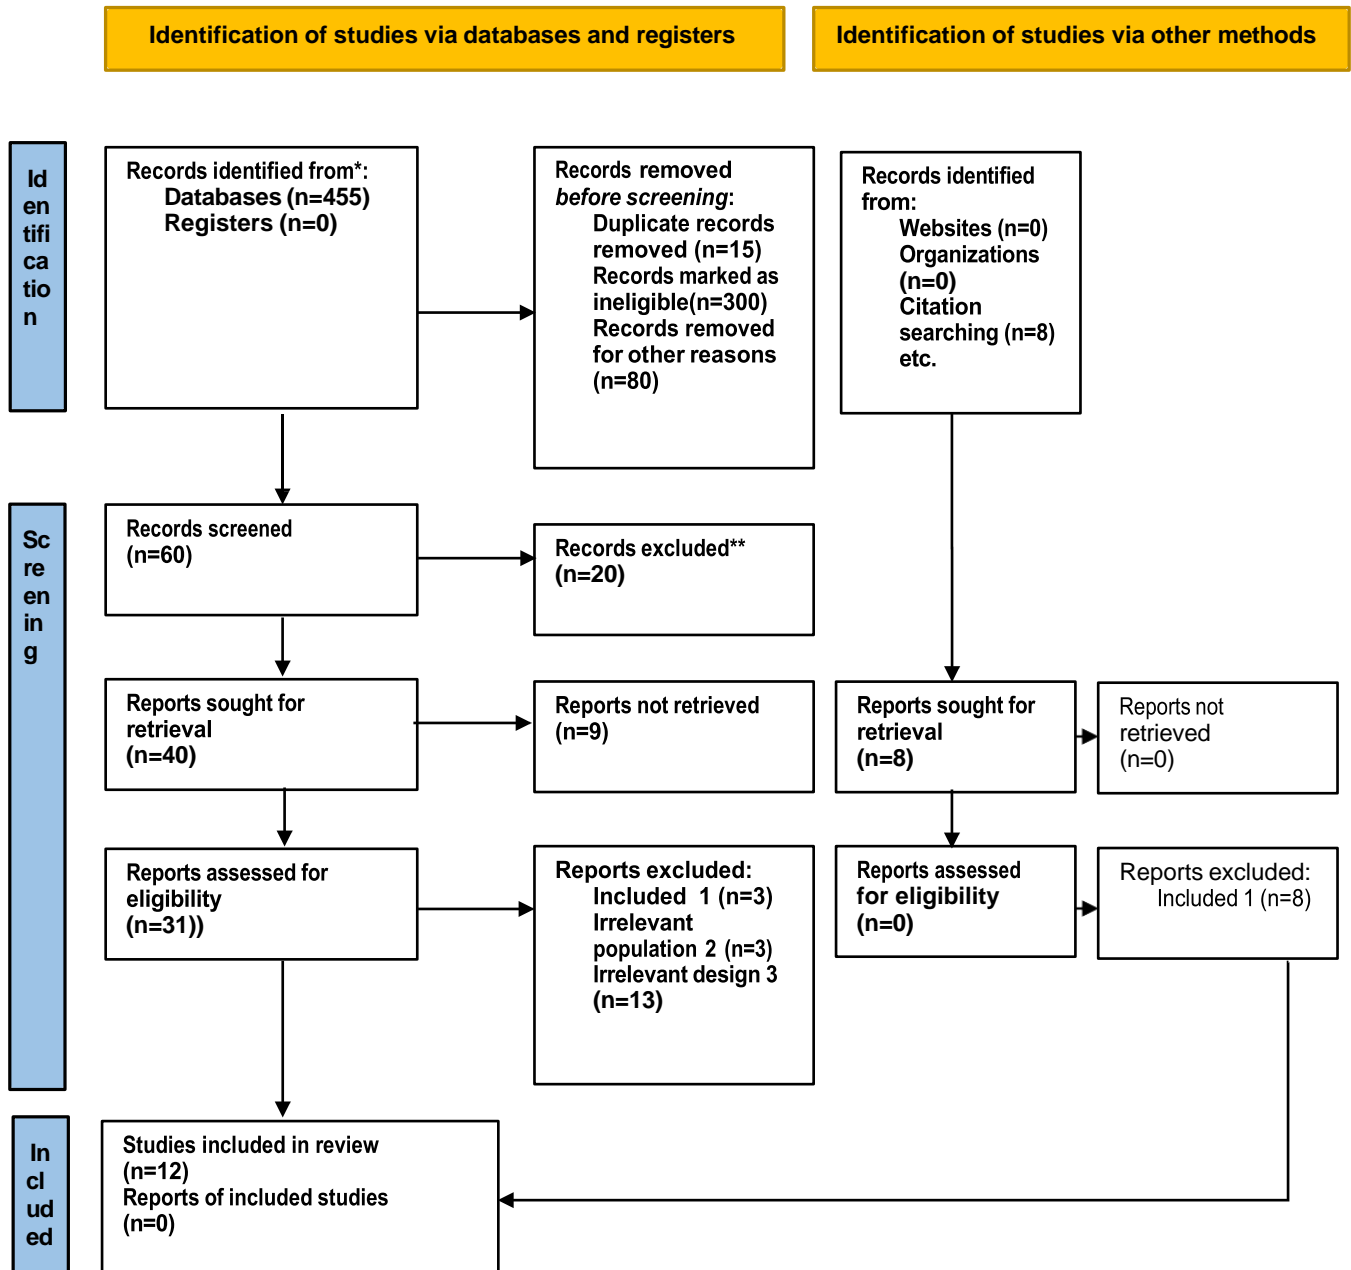 Identification of studies via databases and registers
Identification of studies via other methods
Id
en
tifi
ca
tio
n
Records identified from*:
Databases (n=455)
Registers (n=0)
Records removed
before screening:
Duplicate records
removed (n=15)
Records marked as
ineligible(n=300)
Records removed
for other reasons
(n=80)
Records identified
from:
Websites (n=0)
Organizations
(n=0)
Citation
searching (n=8)
etc.
Sc
re
en
in
g
Records screened
(n=60)
Records excluded**
(n=20)
Reports sought for
retrieval
(n=40)
Reports not retrieved
(n=9)
Reports sought for
retrieval
(n=8)
Reports not
retrieved
(n=0)
Reports assessed for
eligibility
(n=31))
Reports excluded:
Included 1 (n=3)
Irrelevant
population 2 (n=3)
Irrelevant design 3
(n=13)
Reports assessed
for eligibility
(n=0)
Reports excluded:
Included 1 (n=8)
In
cl
ud
ed
Studies included in review
(n=12)
Reports of included studies
(n=0)